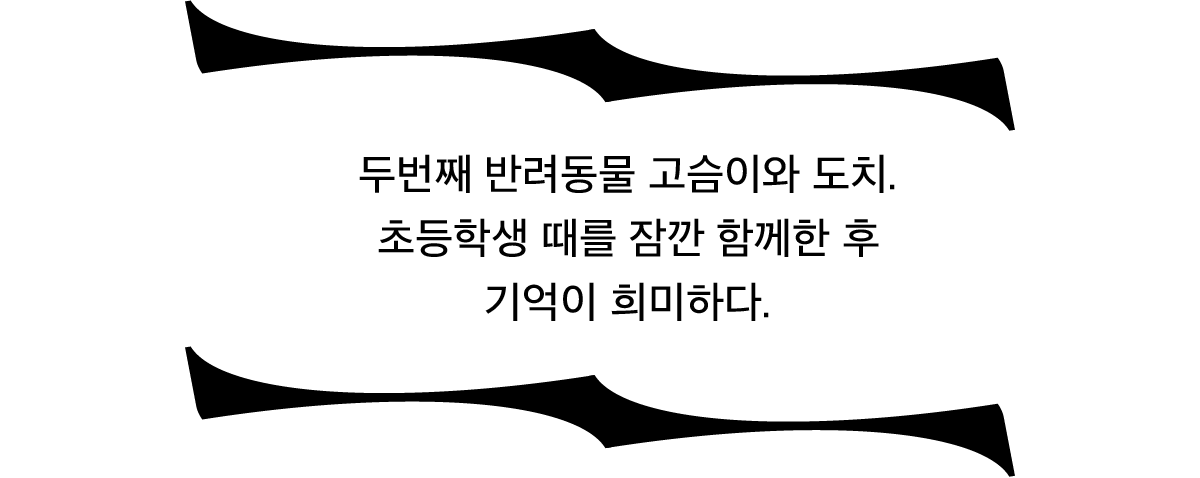 두번째 반려동물 고슴이와 도치.
초등학생 때를 잠깐 함께한 후
기억이 희미하다.